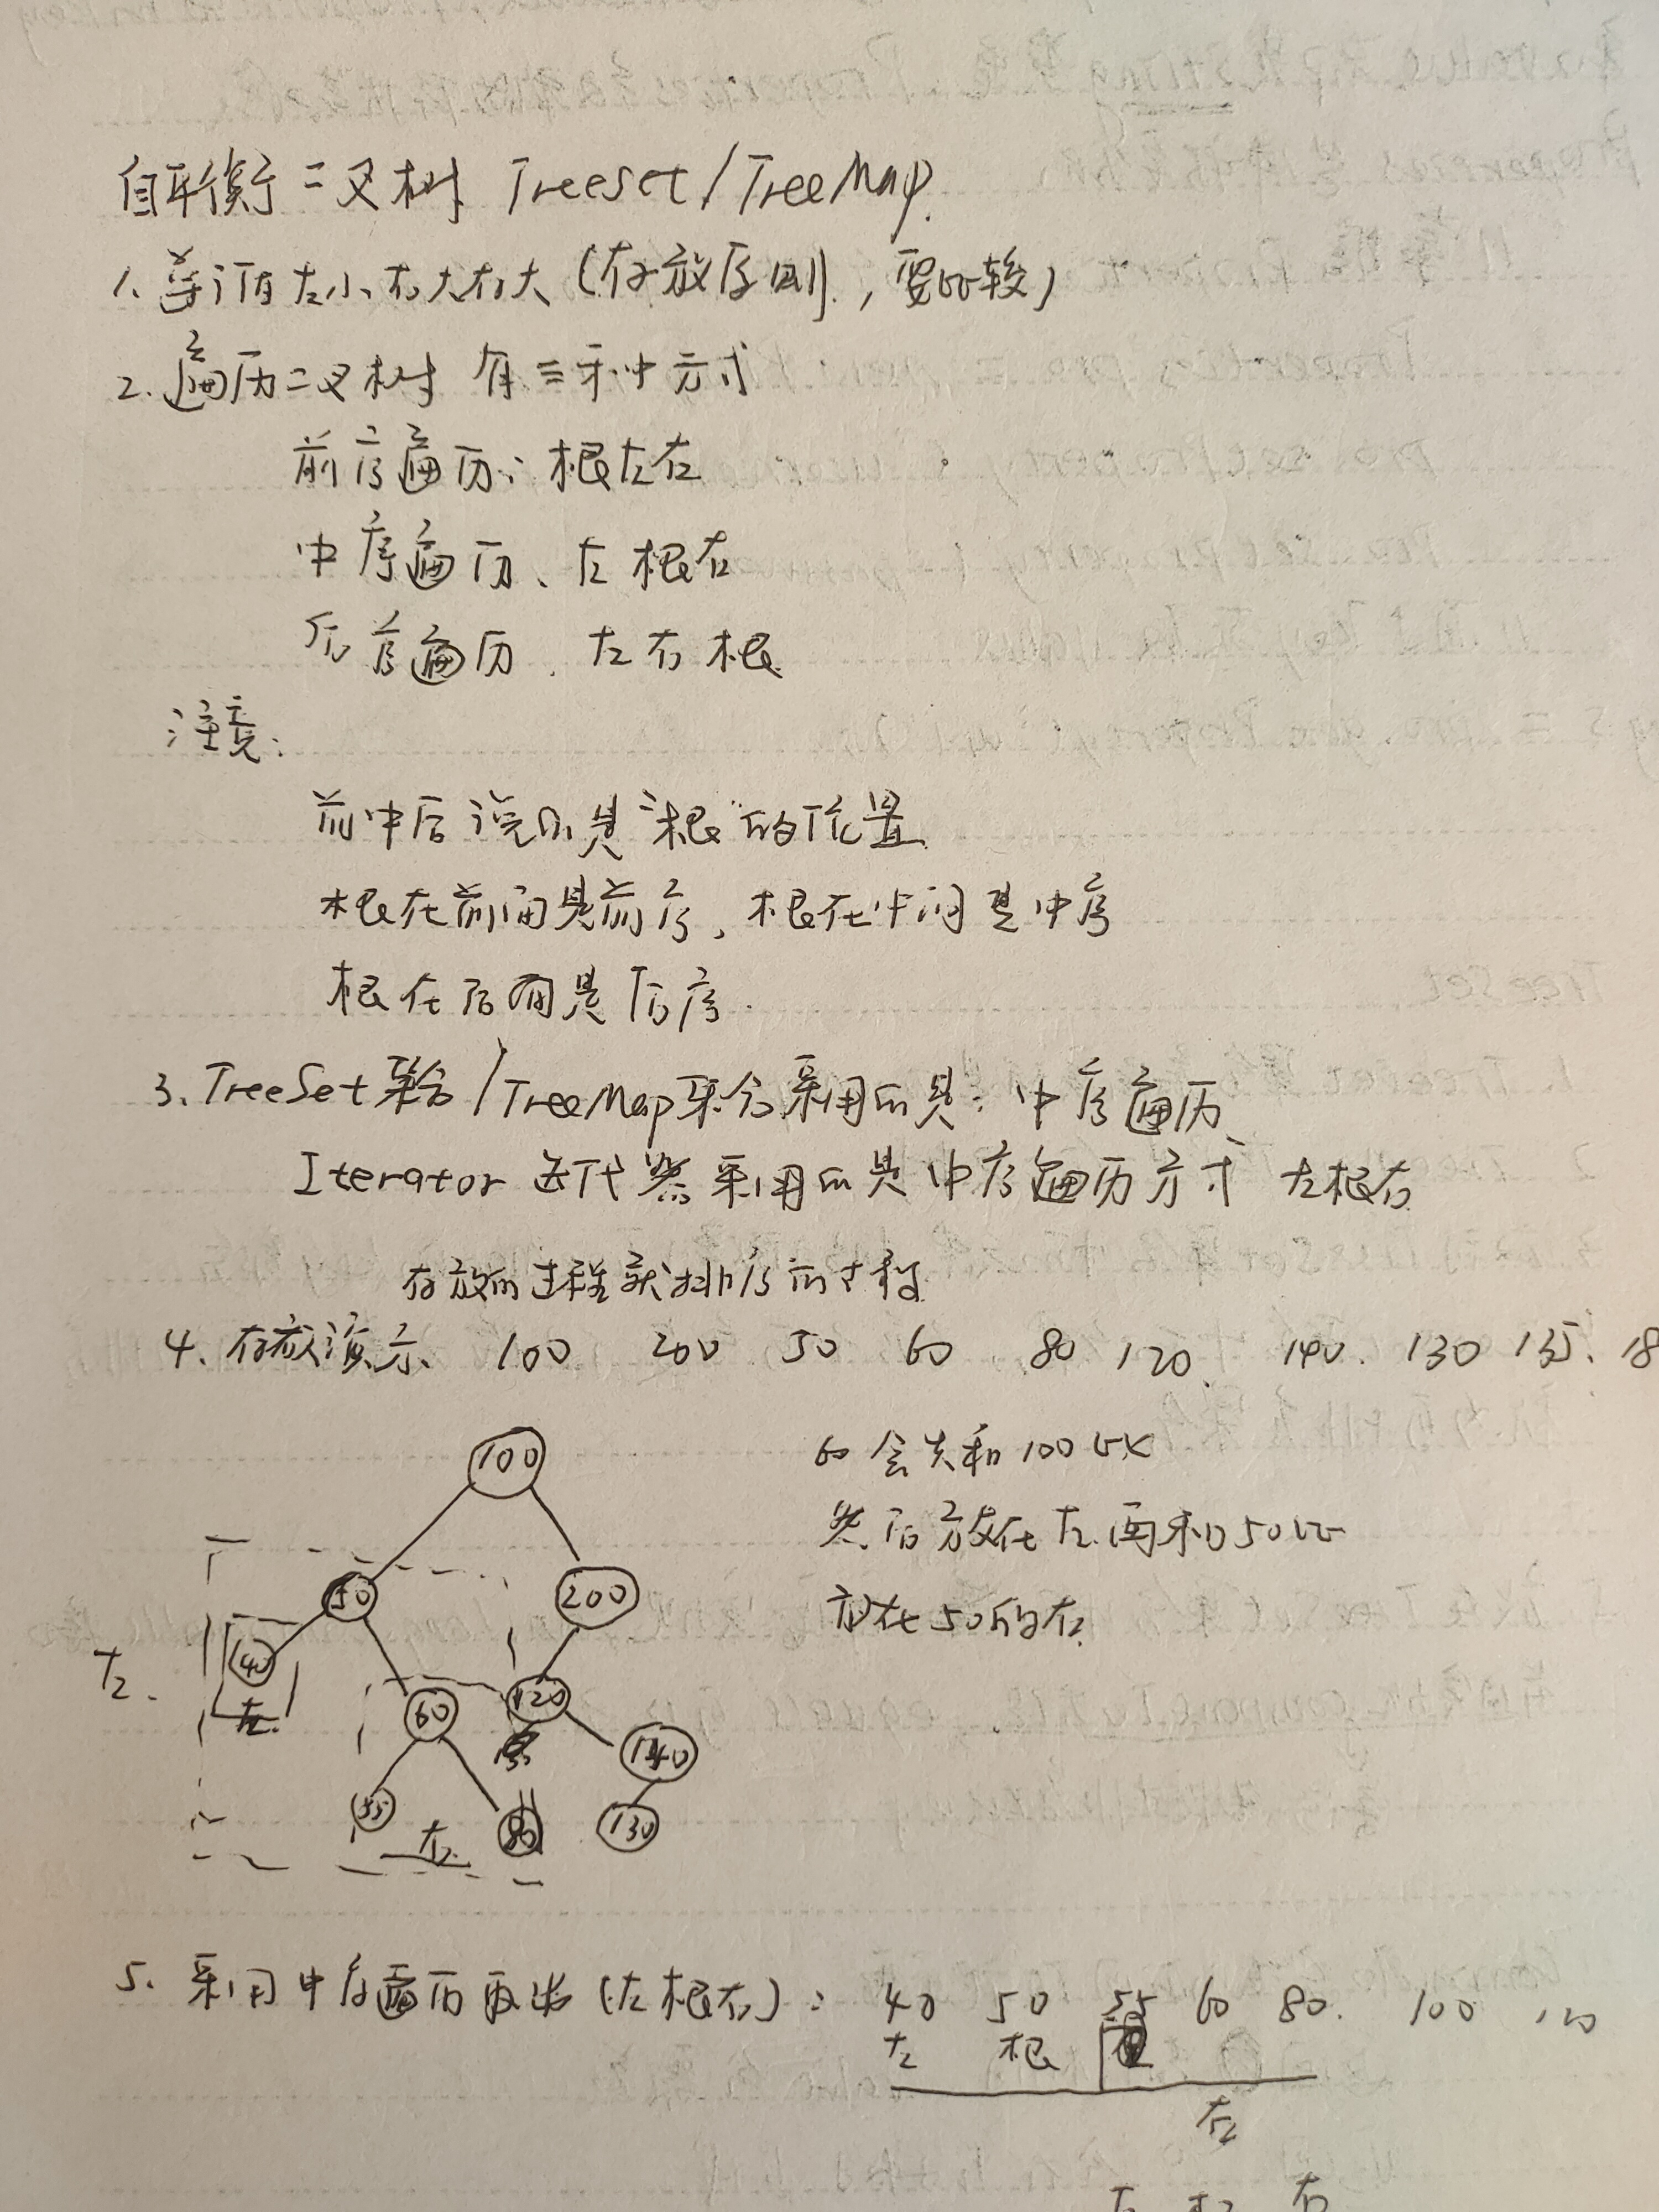 自平衡二叉树 TreeSet/TreeMap.
1. 遵循左小右大右大(存放原则,要比较)
2. 遍历二叉树 有三种方式
前序遍历:根左右
中序遍历、左根右
后序遍历. 左右根
注意:
前中后说的是"根"的位置
根在前面是前序,根在中间是中序
根在后面是后序.
3. TreeSet集合/TreeMap集合采用的是:中序遍历、
Iterator 迭代器采用的是中序遍历方式 左根右
存放的过程就排序的过程
4. 存放演示 100 200 50 60 80 120 140. 130 135. 18
60 会先和 100 比
然后放在左再和50比
放在50的右.
100
50 200
左. 40 60 120 140
左.
55 80 130
右
5. 采用中序遍历取出(左根右): 40 50 55 60 80. 100 120
左 根
右
左 根 右